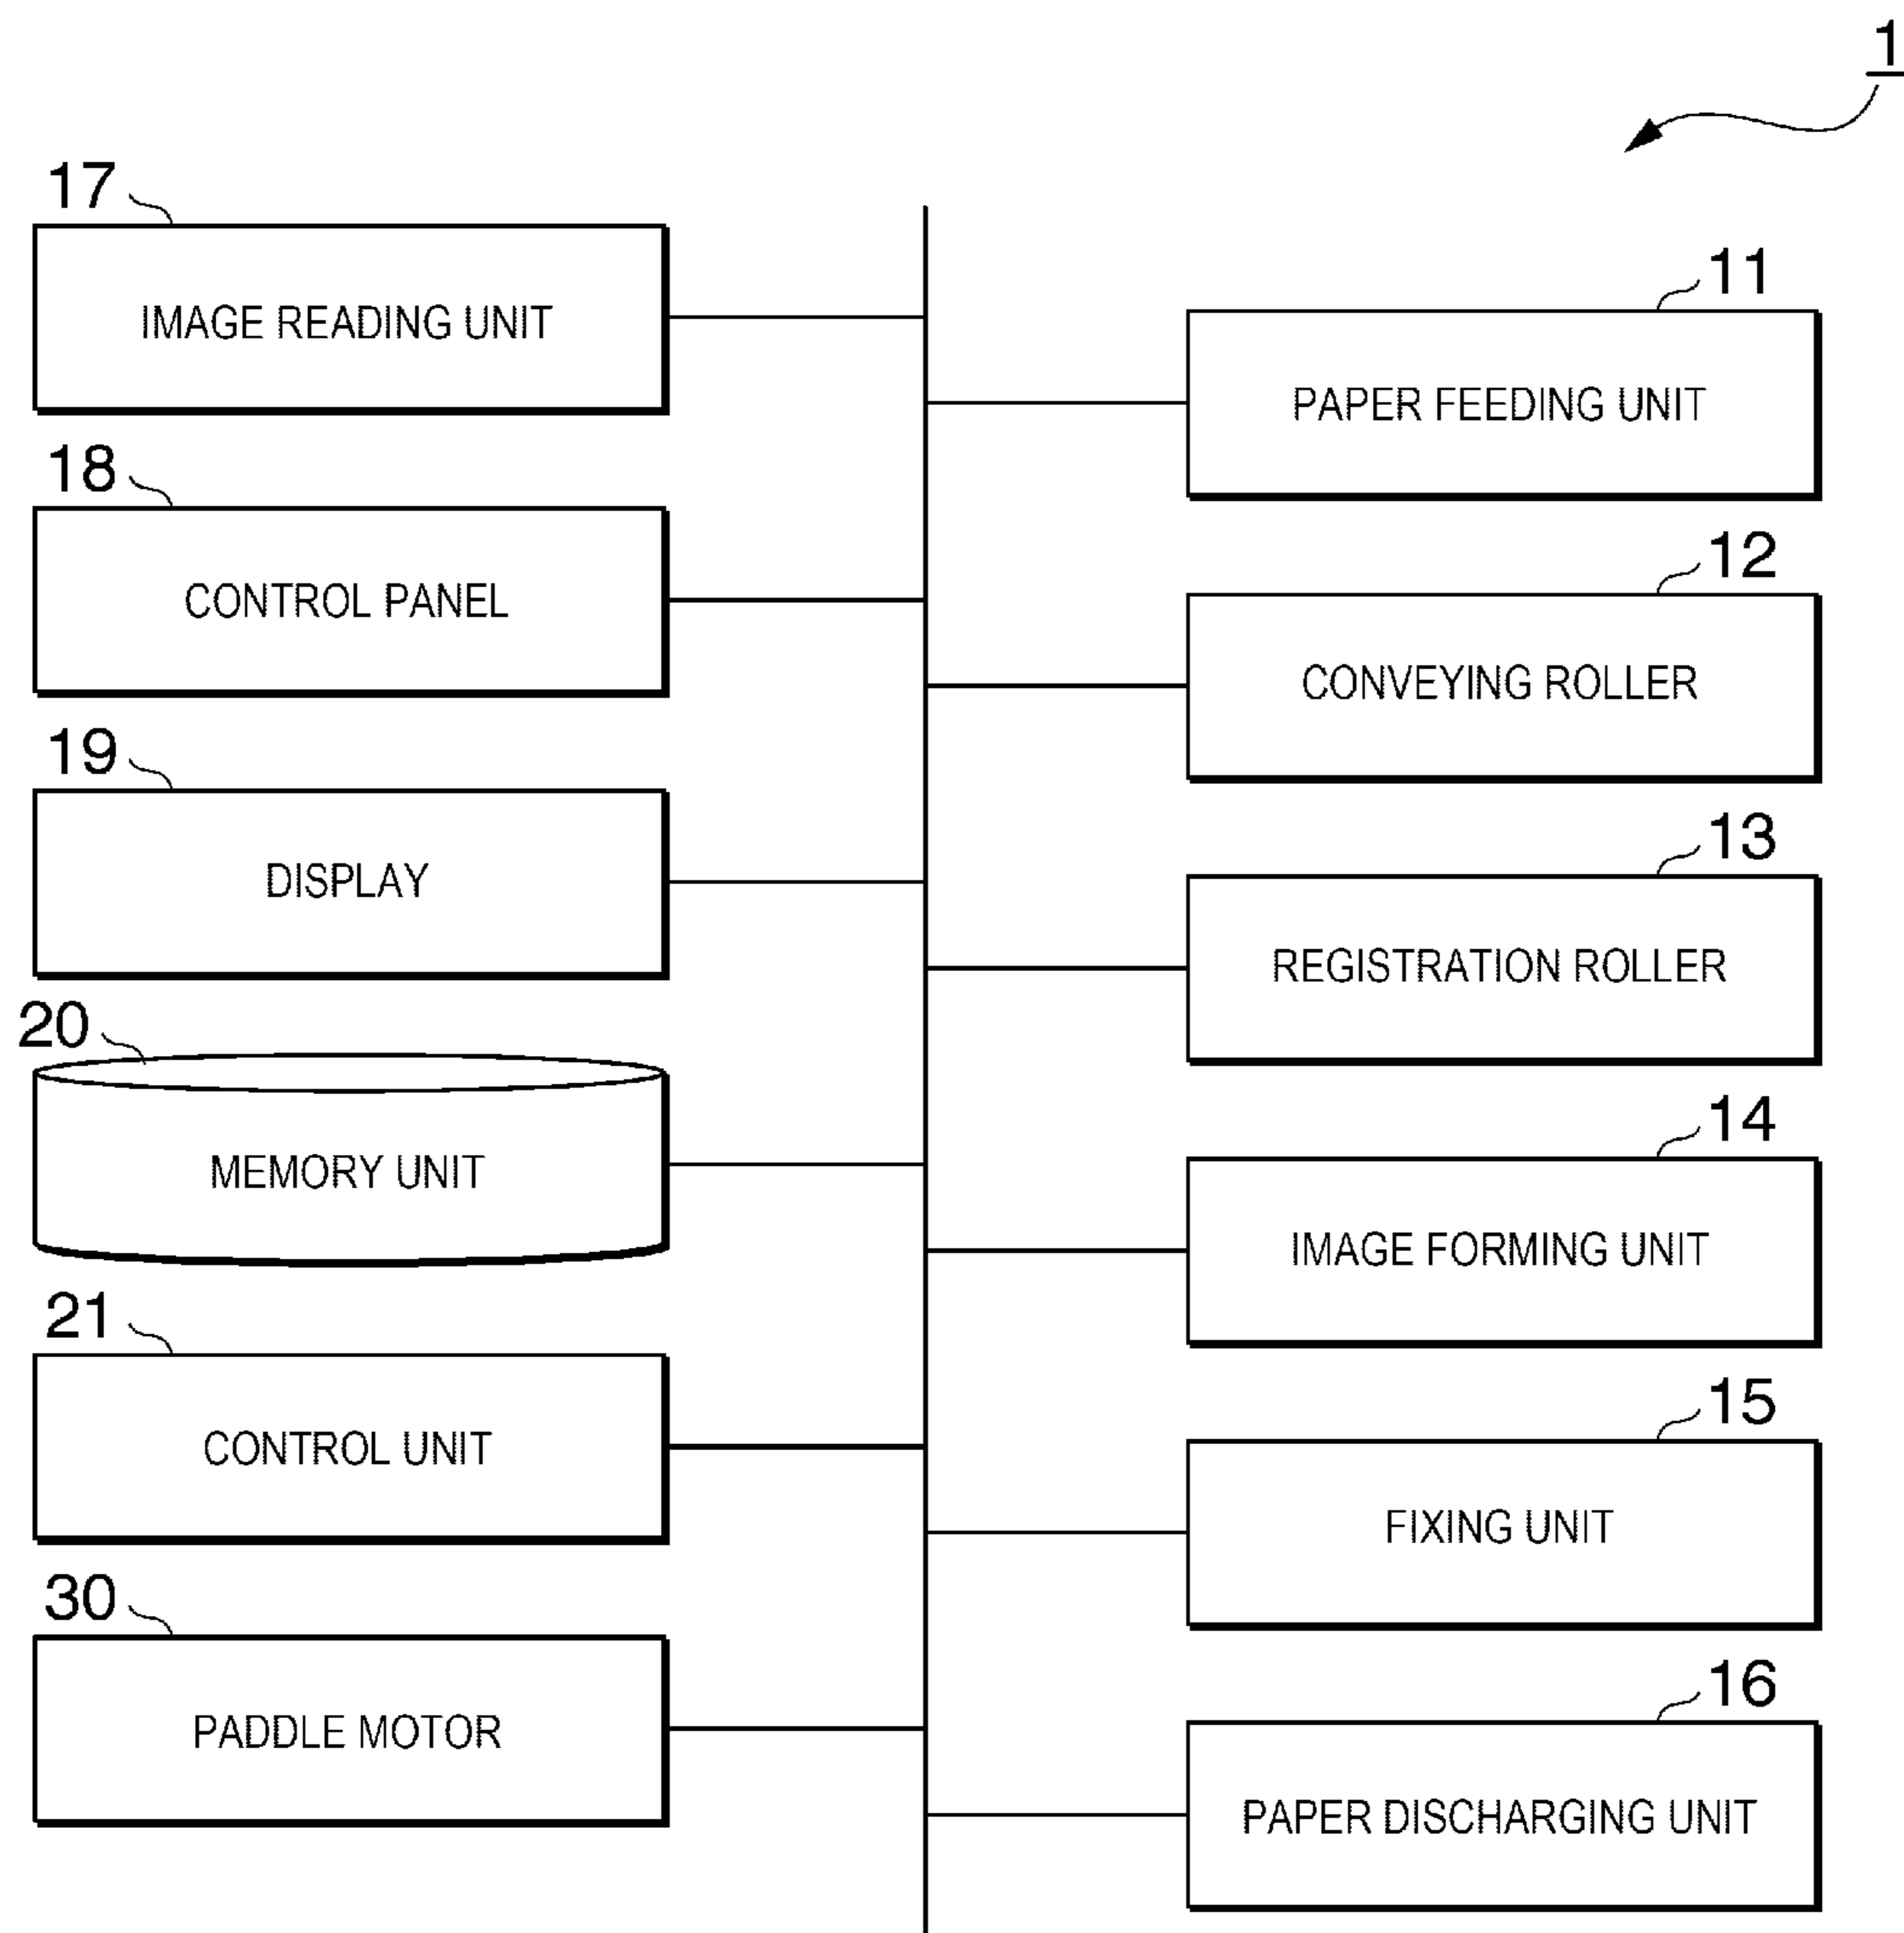 1
17
IMAGE READING UNIT
18
CONTROL PANEL
19
DISPLAY
20
MEMORY UNIT
21
CONTROL UNIT
30
PADDLE MOTOR
11
PAPER FEEDING UNIT
12
CONVEYING ROLLER
13
REGISTRATION ROLLER
14
IMAGE FORMING UNIT
15
FIXING UNIT
16
PAPER DISCHARGING UNIT